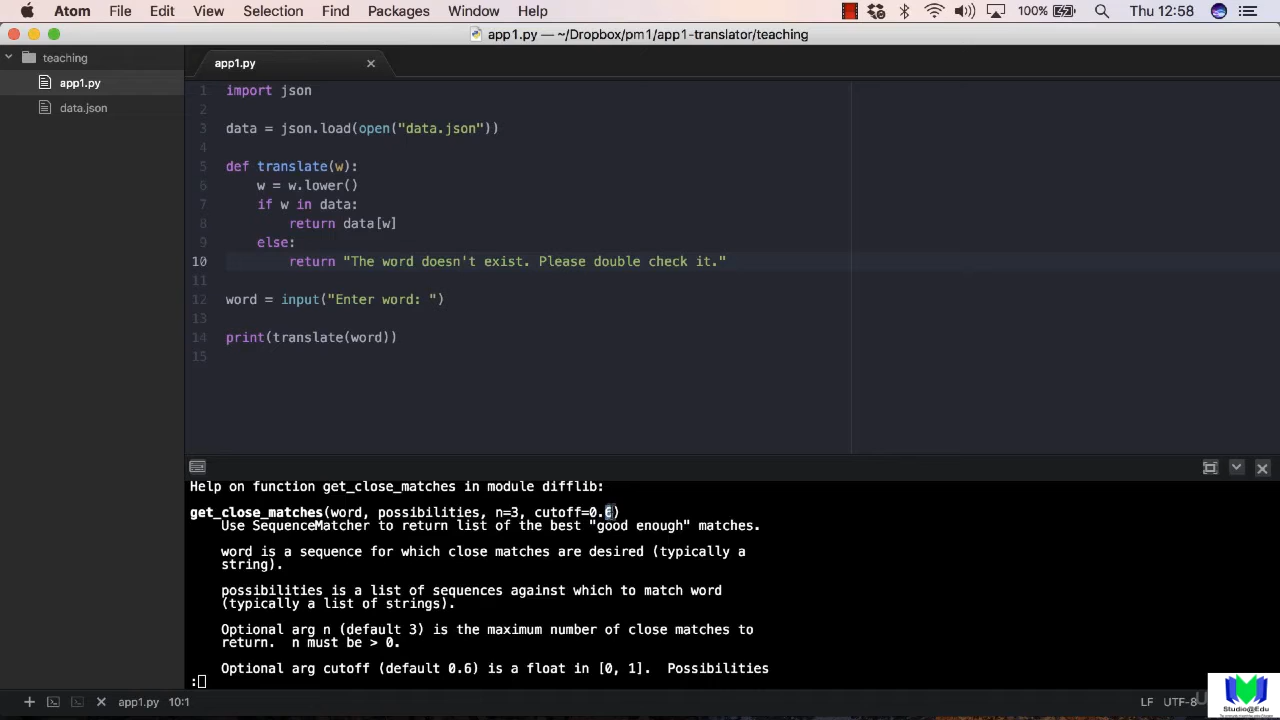 Atom File Edit View Selection Find Packages Window Help 100% Thu 12:58
app1.py — ~/Dropbox/pm1/app1-translator/teaching
teaching
app1.py
data.json
app1.py
1 import json
2
3 data = json.load(open("data.json"))
4
5 def translate(w):
6 w = w.lower()
7 if w in data:
8 return data[w]
9 else:
10 return "The word doesn't exist. Please double check it."
11
12 word = input("Enter word: ")
13
14 print(translate(word))
15
Help on function get_close_matches in module difflib:
get_close_matches(word, possibilities, n=3, cutoff=0.6)
Use SequenceMatcher to return list of the best "good enough" matches.
word is a sequence for which close matches are desired (typically a
string).
possibilities is a list of sequences against which to match word
(typically a list of strings).
Optional arg n (default 3) is the maximum number of close matches to
return. n must be > 0.
Optional arg cutoff (default 0.6) is a float in [0, 1]. Possibilities
:
app1.py 10:1 LF UTF-8
Studio@Edu